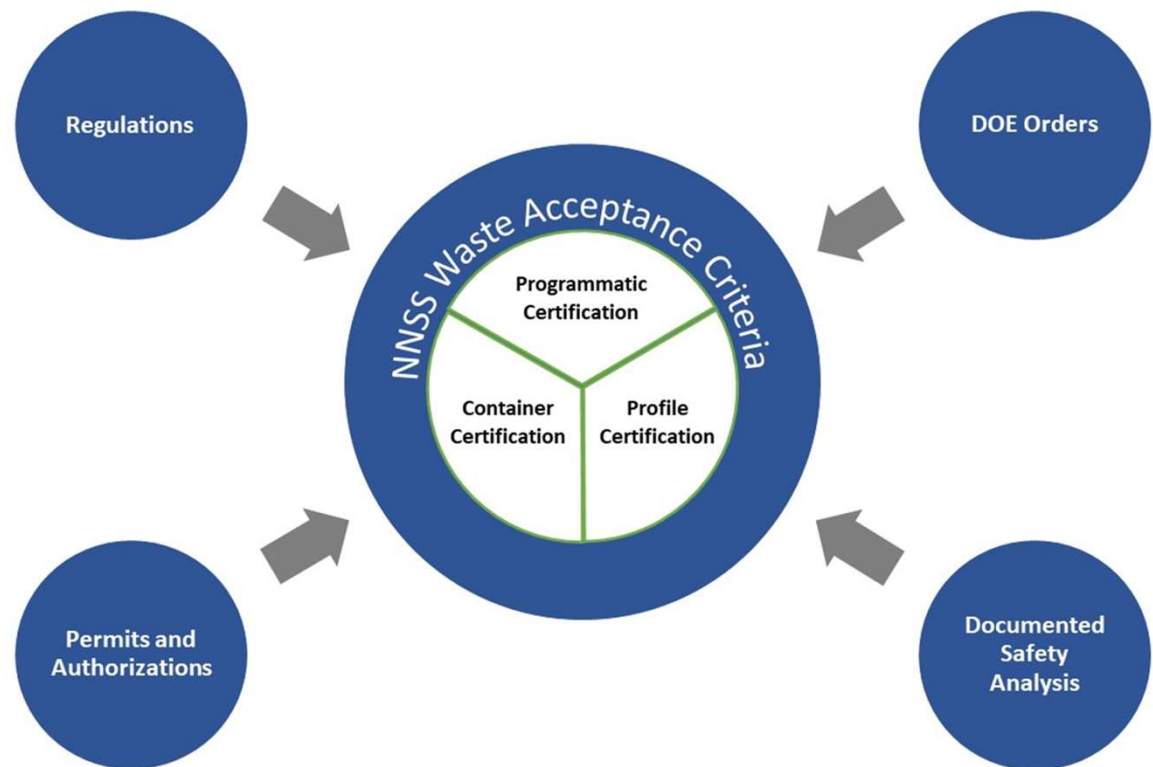 Regulations
DOE Orders
NNSS Waste Acceptance Criteria
Programmatic
Certification
Container
Certification
Profile
Certification
Permits and
Authorizations
Documented
Safety
Analysis